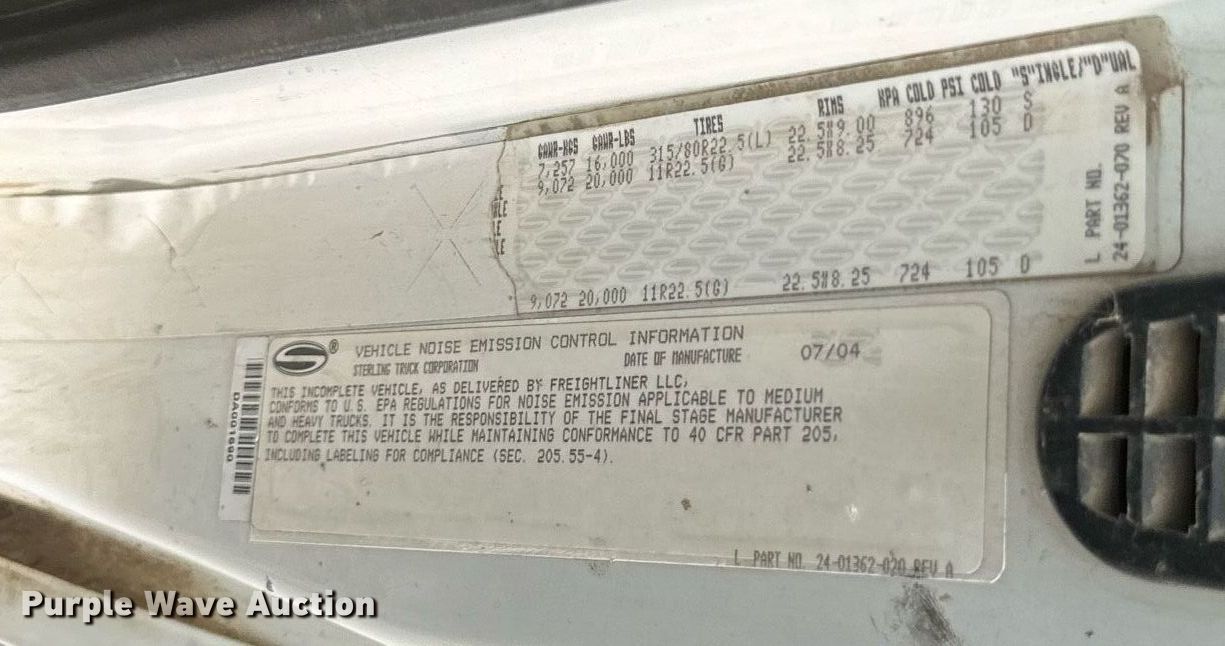 GAWR-KGS GAWR-LBS TIRES RIMS KPA COLD PSI COLD "S"INGLE/"D"UAL
7,257 16,000 315/80R22.5(L) 22.5X9.00 896 130 S
9,072 20,000 11R22.5(G) 22.5X8.25 724 105 D
LE
LE
9,072 20,000 11R22.5(G) 22.5X8.25 724 105 D
L PART NO.
24-01362-070 REV A
S®
VEHICLE NOISE EMISSION CONTROL INFORMATION
STERLING TRUCK CORPORATION DATE OF MANUFACTURE 07/04
THIS INCOMPLETE VEHICLE, AS DELIVERED BY FREIGHTLINER LLC,
CONFORMS TO U.S. EPA REGULATIONS FOR NOISE EMISSION APPLICABLE TO MEDIUM
AND HEAVY TRUCKS. IT IS THE RESPONSIBILITY OF THE FINAL STAGE MANUFACTURER
TO COMPLETE THIS VEHICLE WHILE MAINTAINING CONFORMANCE TO 40 CFR PART 205,
INCLUDING LABELING FOR COMPLIANCE (SEC. 205.55-4).
DA001690
L PART NO 24-01362-020 REV A
Purple Wave Auction